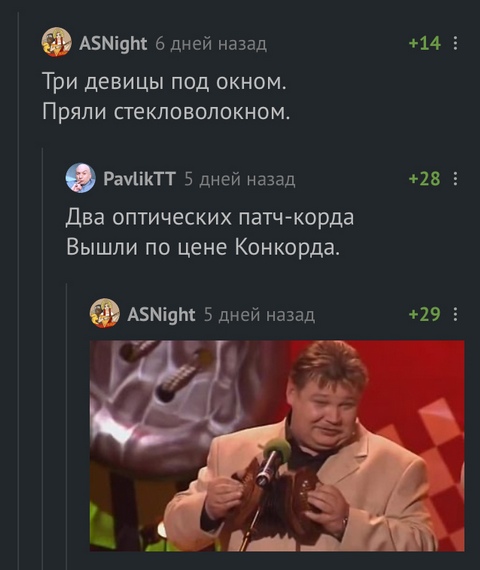 ASNight 6 дней назад +14
Три девицы под окном.
Пряли стекловолокном.
PavlikTT 5 дней назад +28
Два оптических патч-корда
Вышли по цене Конкорда.
ASNight 5 дней назад +29